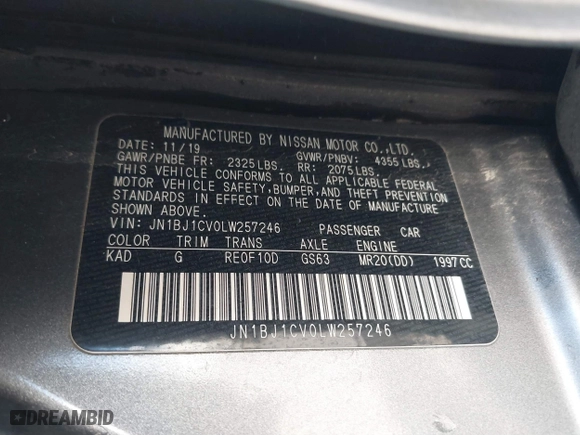 MANUFACTURED BY NISSAN MOTOR CO.,LTD.
DATE: 11/19 GVWR/PNBV: 4355LBS.
GAWR/PNBE FR: 2325LBS. RR: 2075LBS.
THIS VEHICLE CONFORMS TO ALL APPLICABLE FEDERAL
MOTOR VEHICLE SAFETY, BUMPER, AND THEFT PREVENTION
STANDARDS IN EFFECT ON THE DATE OF MANUFACTURE
SHOWN ABOVE.
VIN: JN1BJ1CV0LW257246 PASSENGER CAR
COLOR TRIM TRANS AXLE ENGINE
KAD G RE0F10D GS63 MR20(DD) 1997CC
JN1BJ1CV0LW257246
DREAMBID